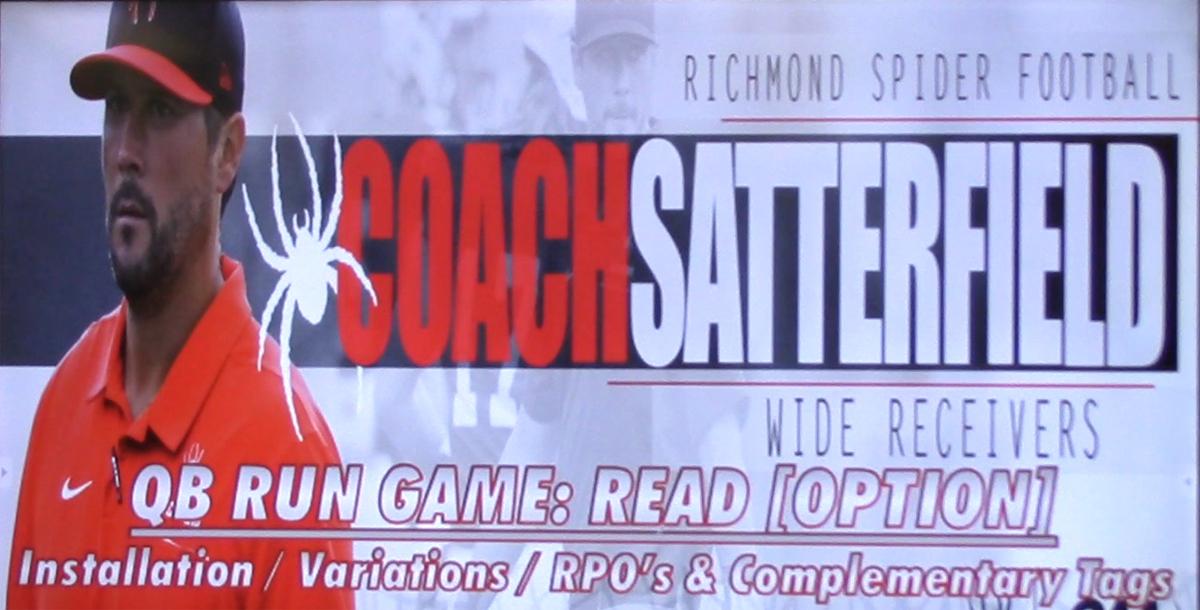 RICHMOND SPIDER FOOTBALL
COACHSATTERFIELD
WIDE RECEIVERS
QB RUN GAME: READ [OPTION]
Installation / Variations / RPO's & Complementary Tags